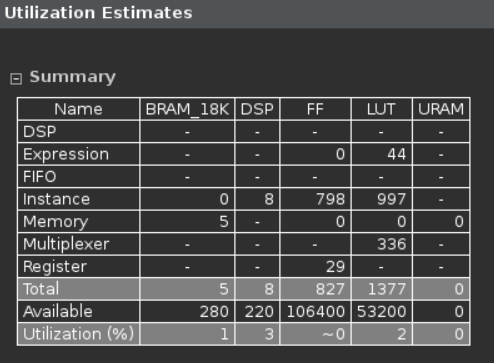 Utilization Estimates
Summary
Name BRAM_18K DSP FF LUT URAM
DSP - - - - -
Expression - - 0 44 -
FIFO - - - - -
Instance 0 8 798 997 -
Memory 5 - 0 0 0
Multiplexer - - - 336 -
Register - - 29 - -
Total 5 8 827 1377 0
Available 280 220 106400 53200 0
Utilization (%) 1 3 ~0 2 0